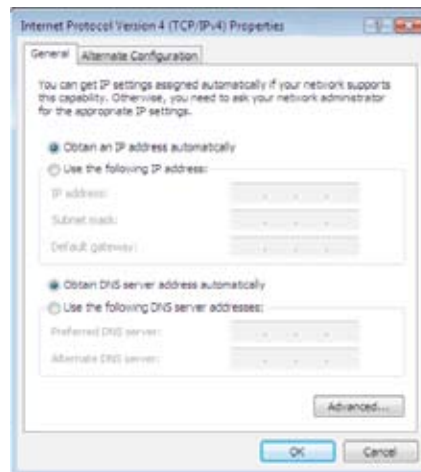 Internet Protocol Version 4 (TCP/IPv4) Properties
General
Alternate Configuration
You can get IP settings assigned automatically if your network supports
this capability. Otherwise, you need to ask your network administrator
for the appropriate IP settings.
Obtain an IP address automatically
Use the following IP address:
IP address:
Subnet mask:
Default gateway:
Obtain DNS server address automatically
Use the following DNS server addresses:
Preferred DNS server:
Alternate DNS server:
Advanced...
OK
Cancel